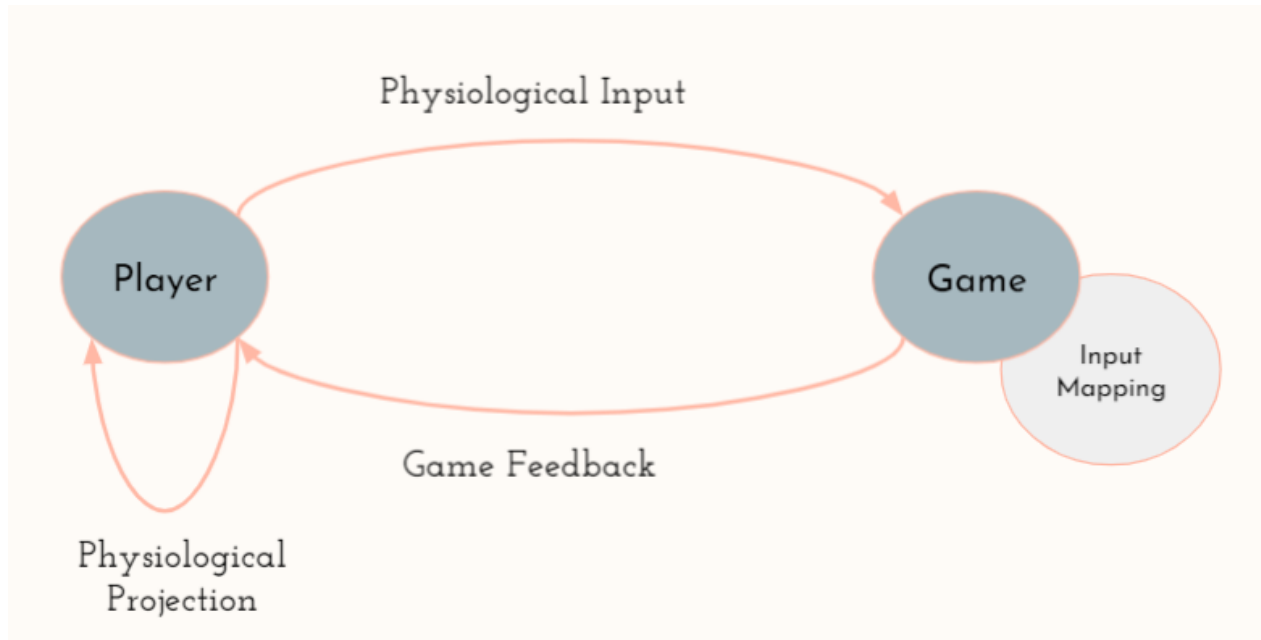 Physiological Input
Player
Game
Input
Mapping
Game Feedback
Physiological
Projection